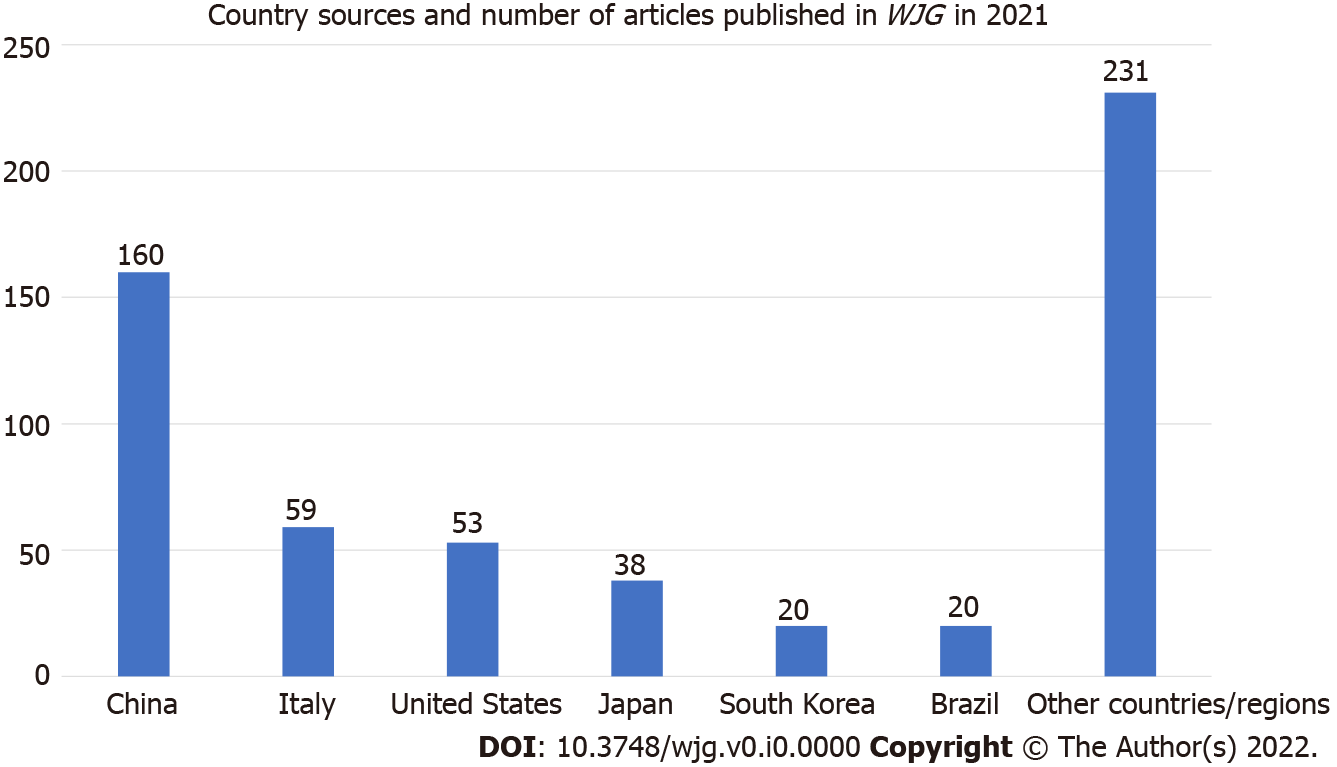 Country sources and number of articles published in WJG in 2021
250
200
150
100
50
0
160
59
53
38
20
20
231
China
Italy
United States
Japan
South Korea
Brazil
Other countries/regions
DOI: 10.3748/wjg.v0.i0.0000 Copyright © The Author(s) 2022.